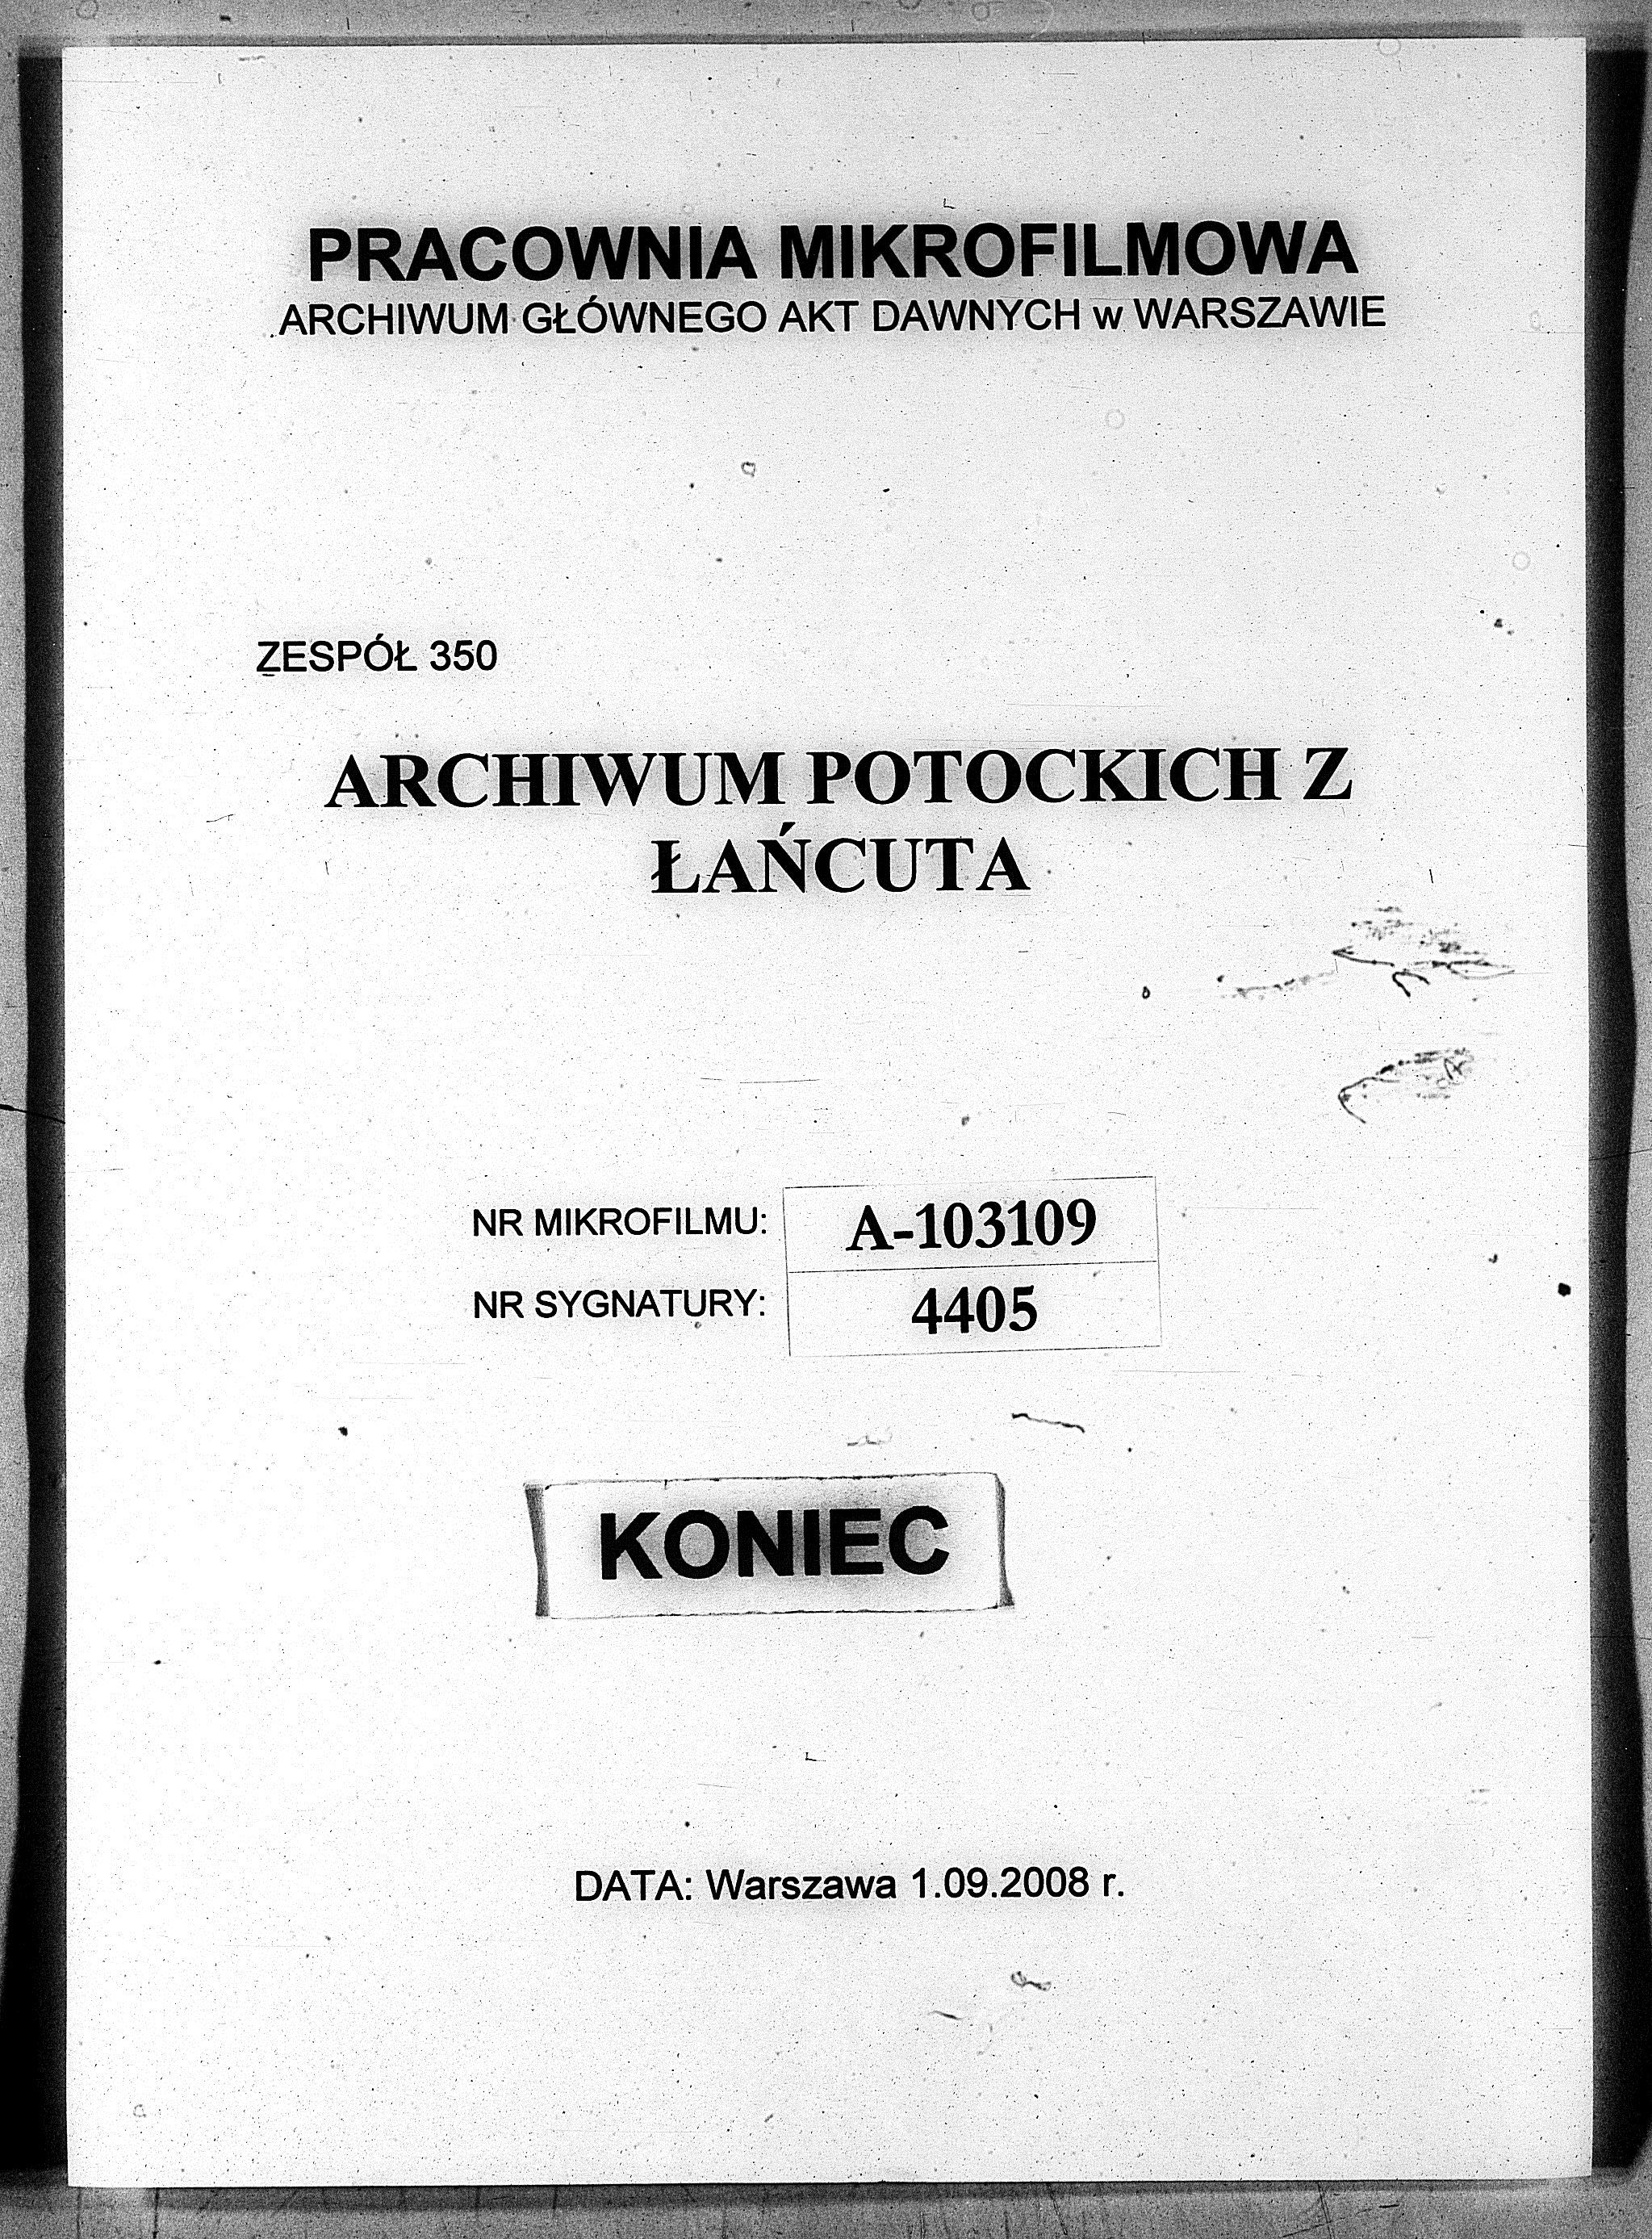 PRACOWNIA MIKROFILMOWA
ARCHIWUM GŁÓWNEGO AKT DAWNYCH w WARSZAWIE
ZESPÓŁ 350
ARCHIWUM POTOCKICH Z
ŁAŃCUTA
NR MIKROFILMU: A-103109
NR SYGNATURY: 4405
KONIEC
DATA: Warszawa 1.09.2008 r.